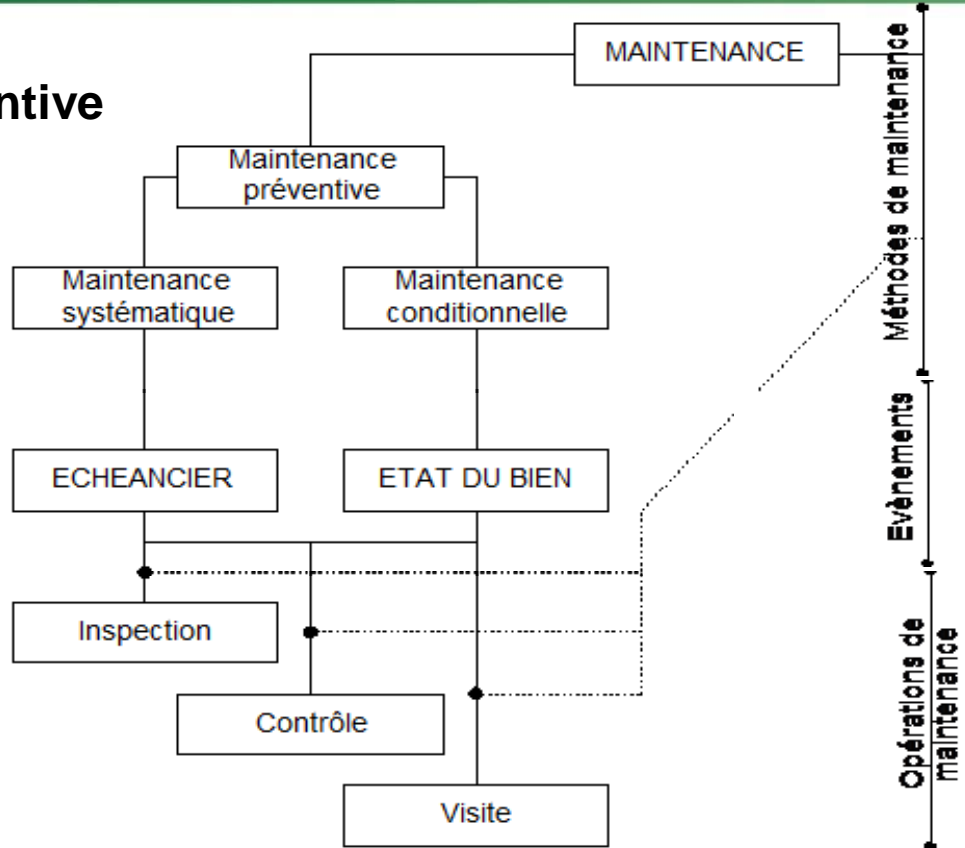 MAINTENANCE
ntive
Maintenance
préventive
Maintenance
systématique
Maintenance
conditionnelle
ECHEANCIER
ETAT DU BIEN
Inspection
Contrôle
Visite
Méthodes de maintenance
Evènements
Opérations de
maintenance